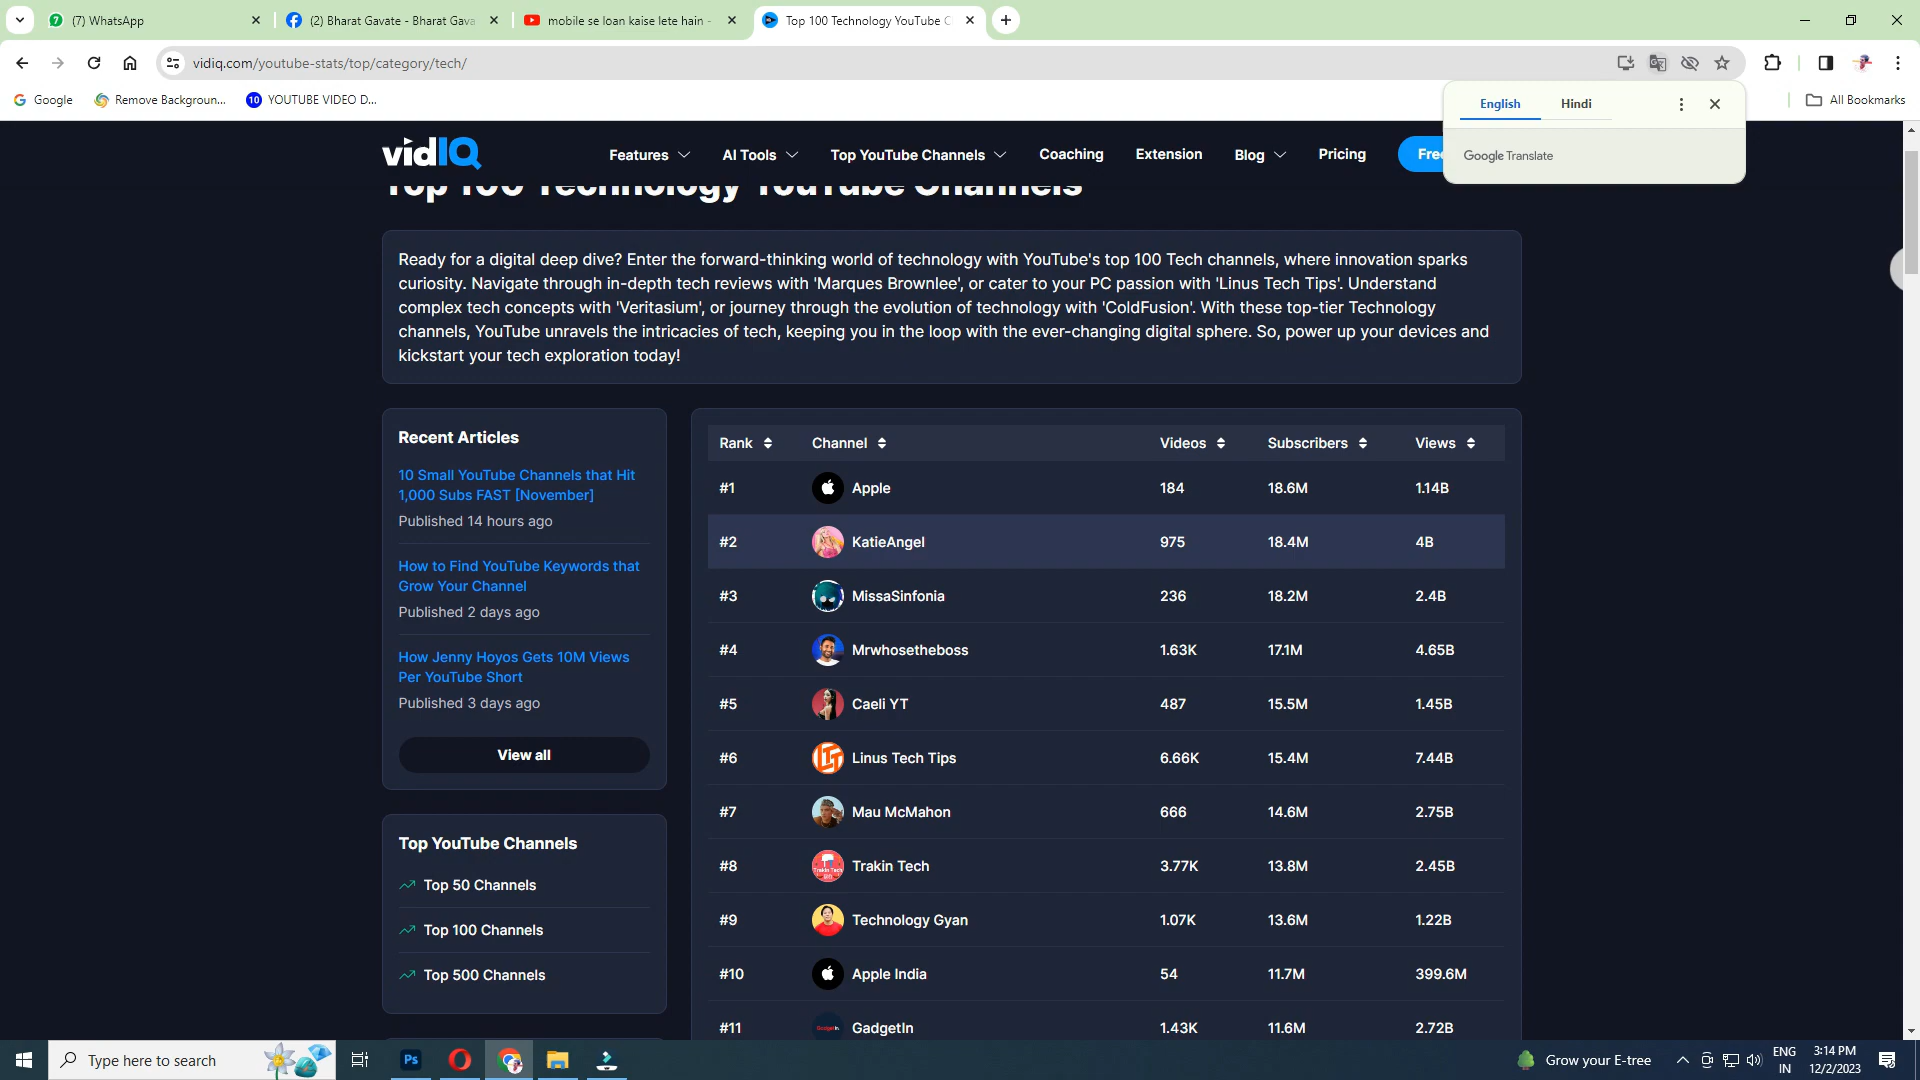 (7) WhatsApp
(2) Bharat Gavate - Bharat Gava
mobile se loan kaise lete hain -
Top 100 Technology YouTube C
vidiq.com/youtube-stats/top/category/tech/
Google
Remove Backgroun...
10
YOUTUBE VIDEO D...
All Bookmarks
English
Hindi
Google Translate
vidIQ
Features
AI Tools
Top YouTube Channels
Coaching
Extension
Blog
Pricing
Free
Top 100 Technology YouTube Channels
Ready for a digital deep dive? Enter the forward-thinking world of technology with YouTube's top 100 Tech channels, where innovation sparks
curiosity. Navigate through in-depth tech reviews with 'Marques Brownlee', or cater to your PC passion with 'Linus Tech Tips'. Understand
complex tech concepts with 'Veritasium', or journey through the evolution of technology with 'ColdFusion'. With these top-tier Technology
channels, YouTube unravels the intricacies of tech, keeping you in the loop with the ever-changing digital sphere. So, power up your devices and
kickstart your tech exploration today!
Recent Articles
10 Small YouTube Channels that Hit
1,000 Subs FAST [November]
Published 14 hours ago
How to Find YouTube Keywords that
Grow Your Channel
Published 2 days ago
How Jenny Hoyos Gets 10M Views
Per YouTube Short
Published 3 days ago
View all
Top YouTube Channels
Top 50 Channels
Top 100 Channels
Top 500 Channels
Rank Channel Videos Subscribers Views
#1 Apple 184 18.6M 1.14B
#2 KatieAngel 975 18.4M 4B
#3 MissaSinfonia 236 18.2M 2.4B
#4 Mrwhosetheboss 1.63K 17.1M 4.65B
#5 Caeli YT 487 15.5M 1.45B
#6 Linus Tech Tips 6.66K 15.4M 7.44B
#7 Mau McMahon 666 14.6M 2.75B
#8 Trakin Tech 3.77K 13.8M 2.45B
#9 Technology Gyan 1.07K 13.6M 1.22B
#10 Apple India 54 11.7M 399.6M
#11 GadgetIn 1.43K 11.6M 2.72B
Type here to search
Ps
Grow your E-tree
ENG
IN
3:14 PM
12/2/2023